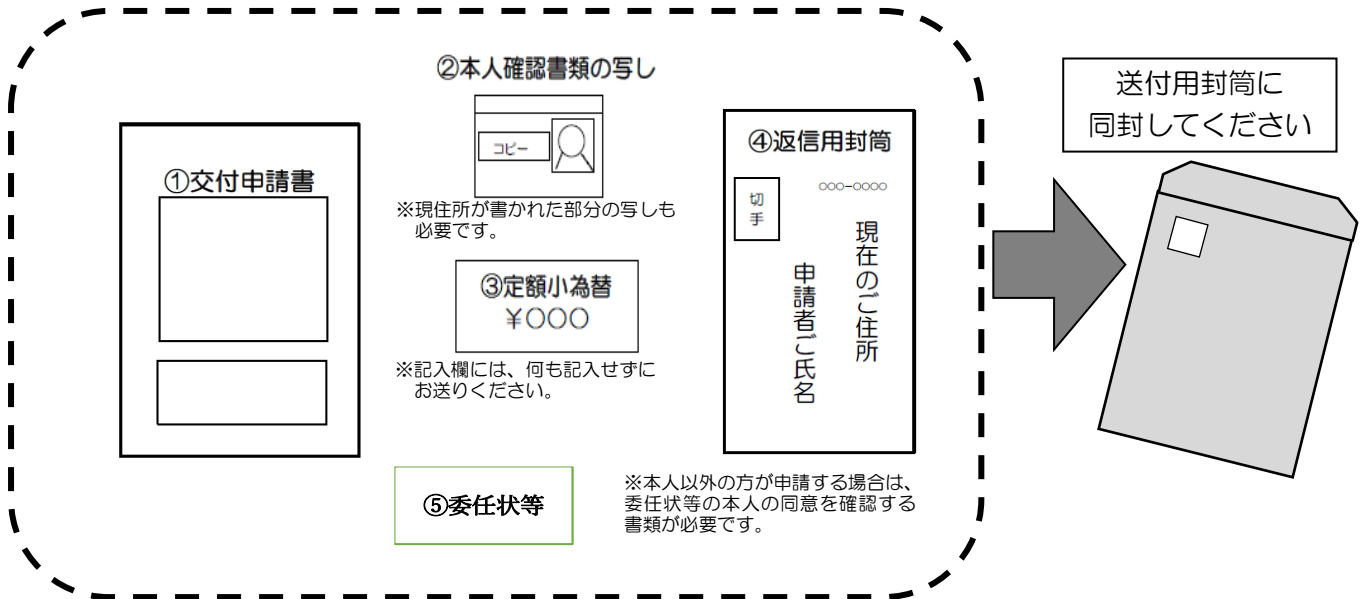 ①交付申請書
②本人確認書類の写し
コピー
※現住所が書かれた部分の写しも
必要です。
③定額小為替
￥〇〇〇
※記入欄には、何も記入せずに
お送りください。
④返信用封筒
切
手
○○○-○○○○
現在のご住所
申請者ご氏名
⑤委任状等
※本人以外の方が申請する場合は、
委任状等の本人の同意を確認する
書類が必要です。
送付用封筒に
同封してください